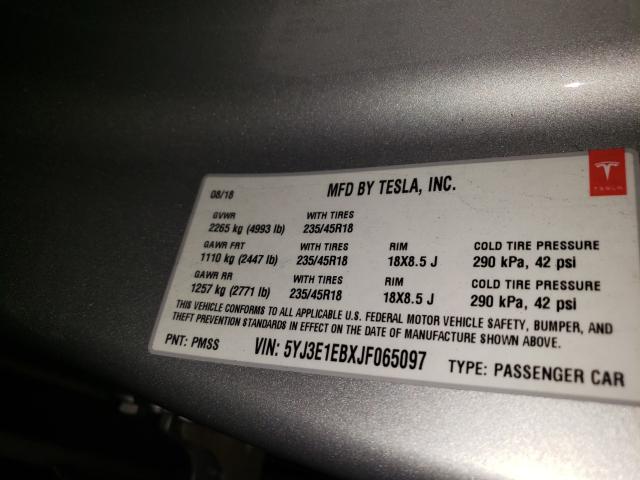 08/18 MFD BY TESLA, INC.
TESLA
GVWR WITH TIRES
2265 kg (4993 lb) 235/45R18
GAWR FRT WITH TIRES RIM COLD TIRE PRESSURE
1110 kg (2447 lb) 235/45R18 18X8.5 J 290 kPa, 42 psi
GAWR RR WITH TIRES RIM COLD TIRE PRESSURE
1257 kg (2771 lb) 235/45R18 18X8.5 J 290 kPa, 42 psi
THIS VEHICLE CONFORMS TO ALL APPLICABLE U.S. FEDERAL MOTOR VEHICLE SAFETY, BUMPER, AND
THEFT PREVENTION STANDARDS IN EFFECT ON THE DATE OF MANUFACTURE SHOWN ABOVE.
PNT: PMSS VIN: 5YJ3E1EBXJF065097 TYPE: PASSENGER CAR